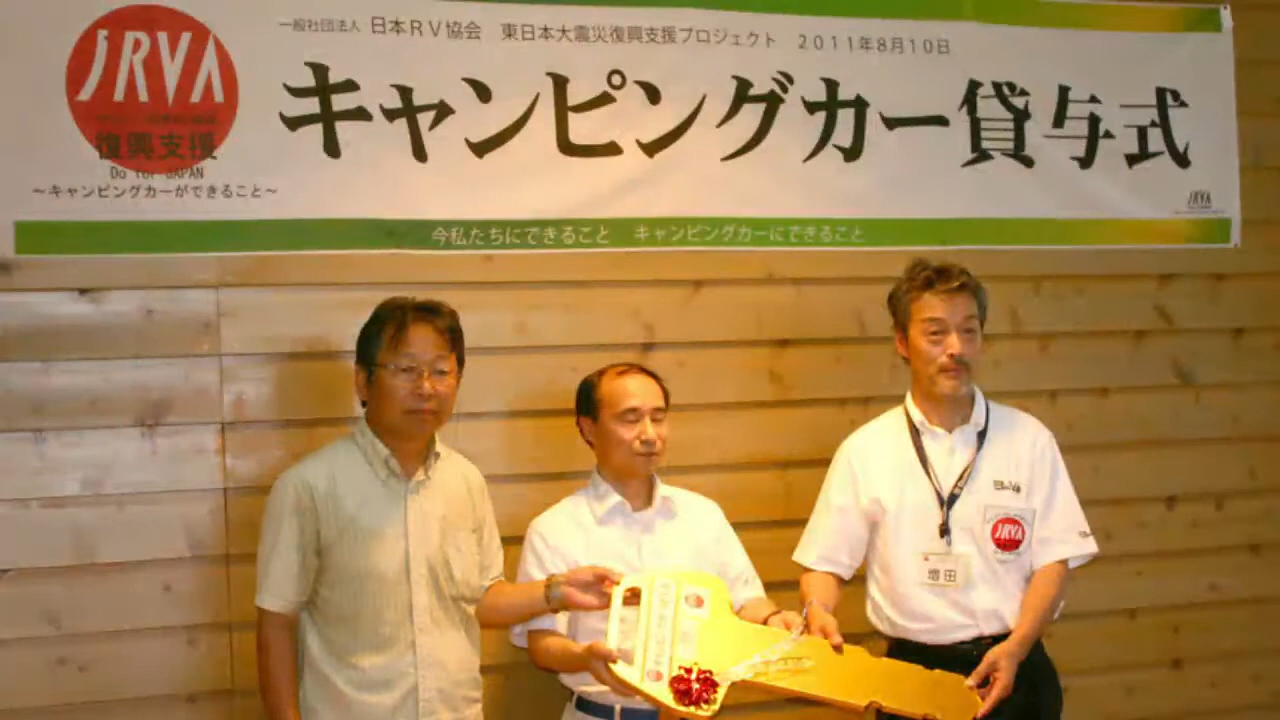 一般社団法人 日本RV協会 東日本大震災復興支援プロジェクト 2011年8月10日
JRVA
復興支援
Do for JAPAN
～キャンピングカーができること～
キャンピングカー貸与式
JRVA
今私たちにできること キャンピングカーにできること
JRVA
増田